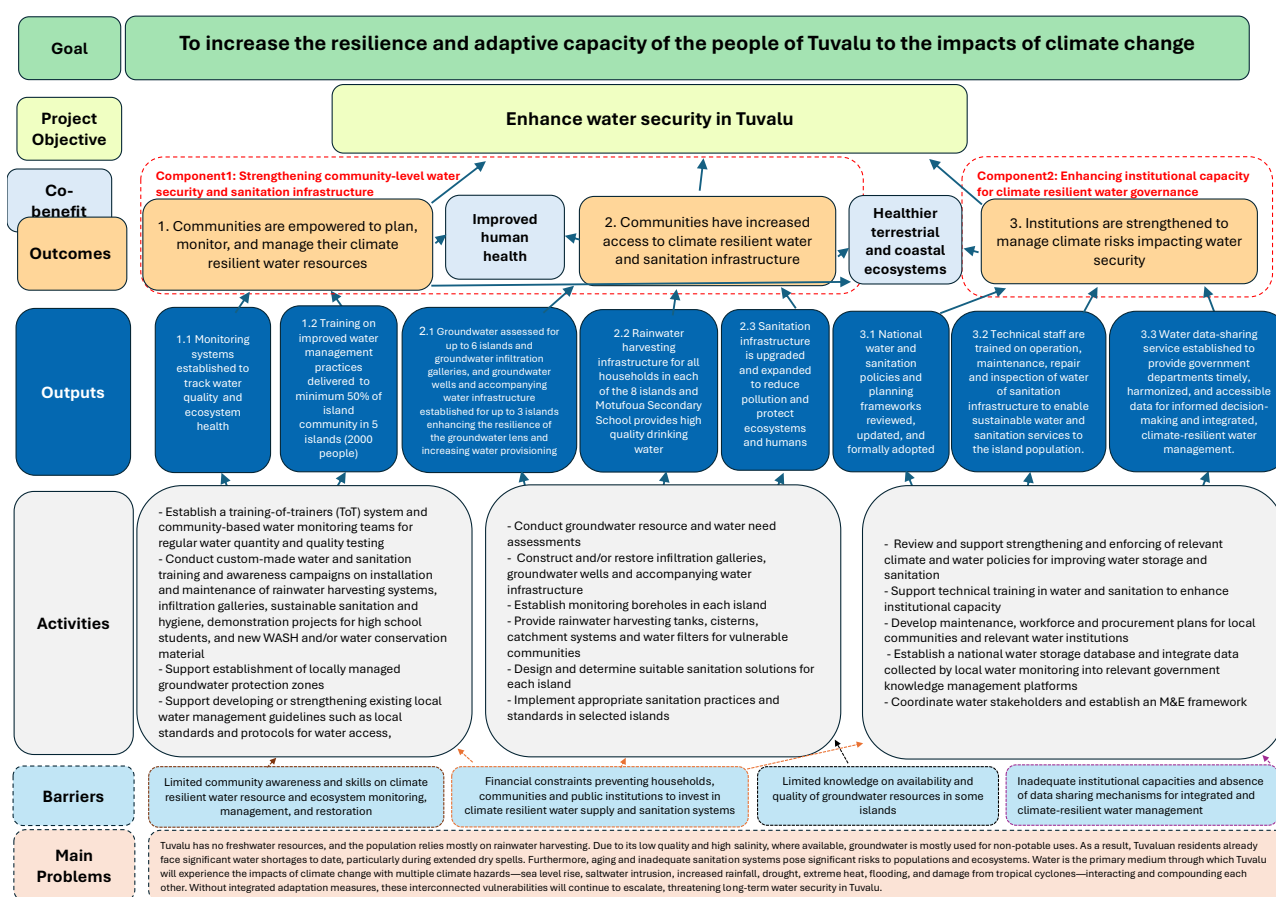 Goal
To increase the resilience and adaptive capacity of the people of Tuvalu to the impacts of climate change
Project
Objective
Enhance water security in Tuvalu
Co-
benefit
Component1: Strengthening community-level water
security and sanitation infrastructure
Component2: Enhancing institutional capacity
for climate resilient water governance
Outcomes
1. Communities are empowered to plan,
monitor, and manage their climate
resilient water resources
Improved
human
health
2. Communities have increased
access to climate resilient water
and sanitation infrastructure
Healthier
terrestrial
and coastal
ecosystems
3. Institutions are strengthened to
manage climate risks impacting water
security
Outputs
1.1 Monitoring
systems
established to
track water
quality and
ecosystem
health
1.2 Training on
improved water
management
practices
delivered to
minimum 50% of
island
community in 5
islands (2000
people)
2.1 Groundwater assessed for
up to 6 islands and
groundwater infiltration
galleries, and groundwater
wells and accompanying
water infrastructure
established for up to 3 islands
enhancing the resilience of
the groundwater lens and
increasing water provisioning
2.2 Rainwater
harvesting
infrastructure for all
households in each
of the 8 islands and
Motufoua Secondary
School provides high
quality drinking
water
2.3 Sanitation
infrastructure
is upgraded
and expanded
to reduce
pollution and
protect
ecosystems
and humans
3.1 National
water and
sanitation
policies and
planning
frameworks
reviewed,
updated, and
formally adopted
3.2 Technical staff are
trained on operation,
maintenance, repair
and inspection of water
of sanitation
infrastructure to enable
sustainable water and
sanitation services to
the island population.
3.3 Water data-sharing
service established to
provide government
departments timely,
harmonized, and accessible
data for informed decision-
making and integrated,
climate-resilient water
management.
Activities
- Establish a training-of-trainers (ToT) system and
community-based water monitoring teams for
regular water quantity and quality testing
- Conduct custom-made water and sanitation
training and awareness campaigns on installation
and maintenance of rainwater harvesting systems,
infiltration galleries, sustainable sanitation and
hygiene, demonstration projects for high school
students, and new WASH and/or water conservation
material
- Support establishment of locally managed
groundwater protection zones
- Support developing or strengthening existing local
water management guidelines such as local
standards and protocols for water access,
- Conduct groundwater resource and water need
assessments
- Construct and/or restore infiltration galleries,
groundwater wells and accompanying water
infrastructure
- Establish monitoring boreholes in each island
- Provide rainwater harvesting tanks, cisterns,
catchment systems and water filters for vulnerable
communities
- Design and determine suitable sanitation solutions for
each island
- Implement appropriate sanitation practices and
standards in selected islands
- Review and support strengthening and enforcing of relevant
climate and water policies for improving water storage and
sanitation
- Support technical training in water and sanitation to enhance
institutional capacity
- Develop maintenance, workforce and procurement plans for local
communities and relevant water institutions
- Establish a national water storage database and integrate data
collected by local water monitoring into relevant government
knowledge management platforms
- Coordinate water stakeholders and establish an M&E framework
Barriers
Limited community awareness and skills on climate
resilient water resource and ecosystem monitoring,
management, and restoration
Financial constraints preventing households,
communities and public institutions to invest in
climate resilient water supply and sanitation systems
Limited knowledge on availability and
quality of groundwater resources in some
islands
Inadequate institutional capacities and absence
of data sharing mechanisms for integrated and
climate-resilient water management
Main
Problems
Tuvalu has no freshwater resources, and the population relies mostly on rainwater harvesting. Due to its low quality and high salinity, where available, groundwater is mostly used for non-potable uses. As a result, Tuvaluan residents already
face significant water shortages to date, particularly during extended dry spells. Furthermore, aging and inadequate sanitation systems pose significant risks to populations and ecosystems. Water is the primary medium through which Tuvalu
will experience the impacts of climate change with multiple climate hazards—sea level rise, saltwater intrusion, increased rainfall, drought, extreme heat, flooding, and damage from tropical cyclones—interacting and compounding each
other. Without integrated adaptation measures, these interconnected vulnerabilities will continue to escalate, threatening long-term water security in Tuvalu.